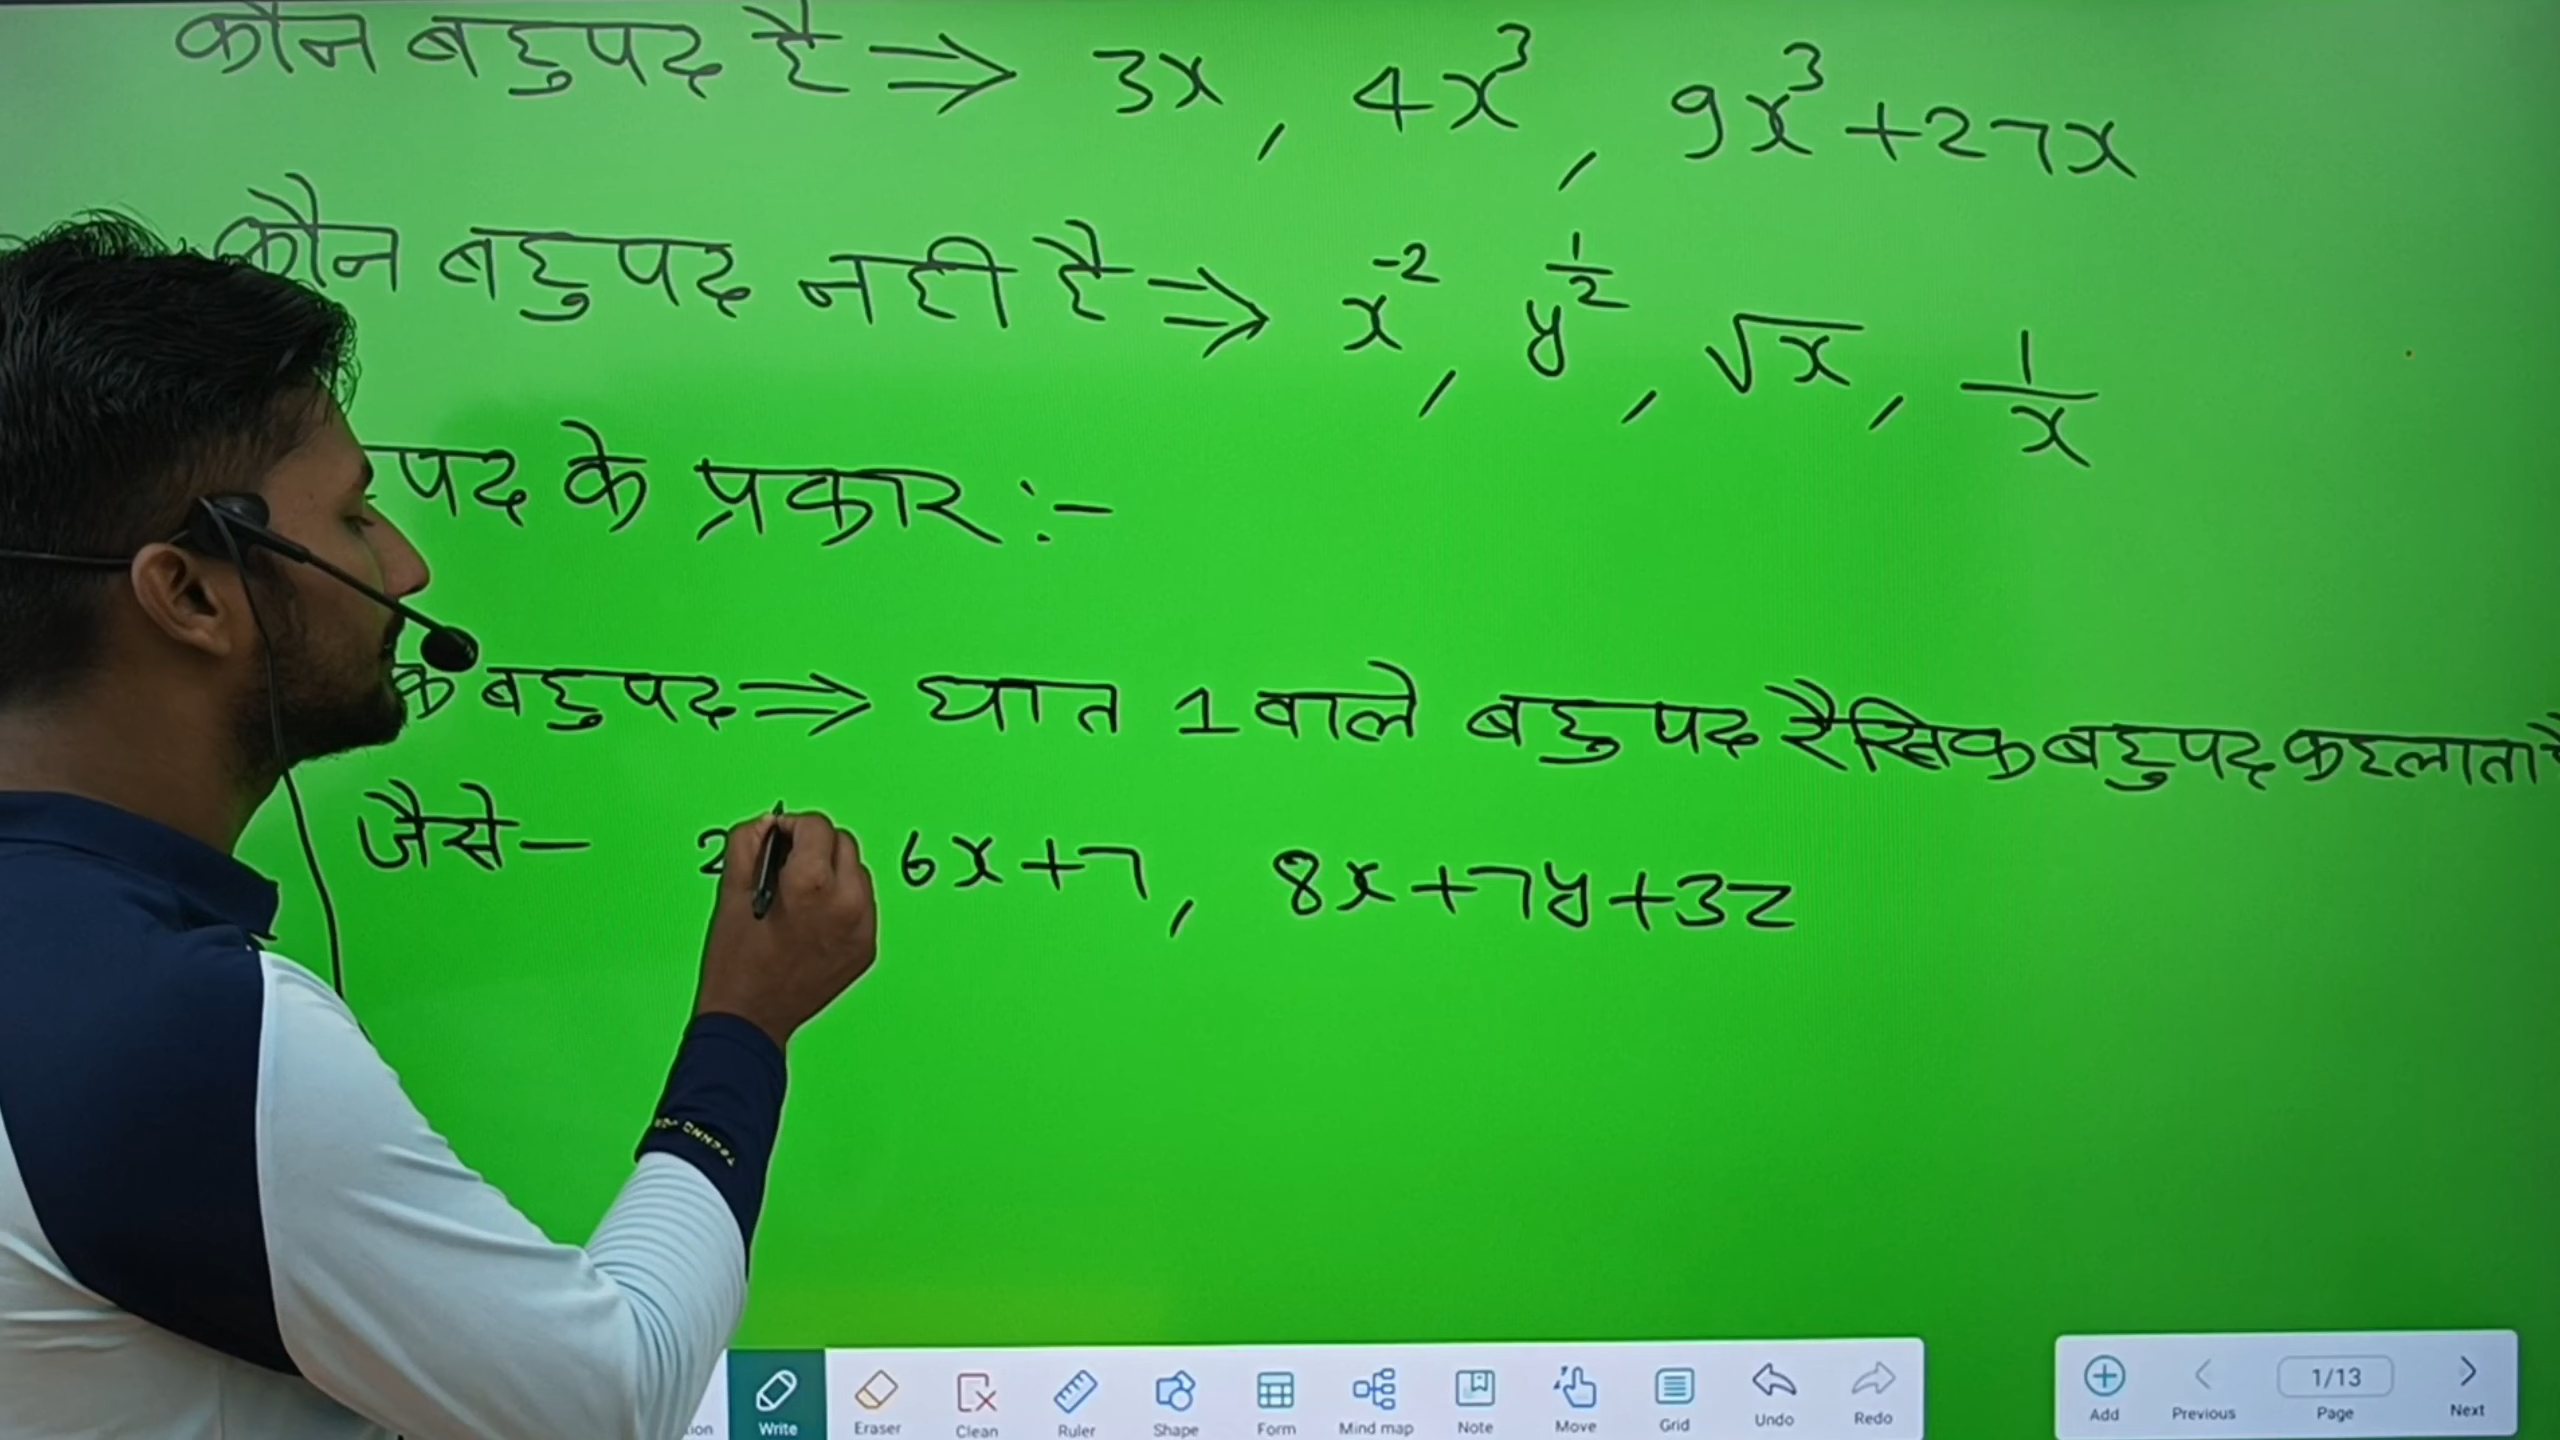 कौन बहुपद है ⇒ 3x, 4x³, 9x³+27x
कौन बहुपद नही है ⇒ x⁻², y^(1/2), √x, 1/x
पद के प्रकार :-
क बहुपद ⇒ घात 1 वाले बहुपद रैखिक बहुपद कहलाता है
जैसे- 2 6x+7, 8x+7y+3z
Write Eraser Clean Ruler Shape Form Mind map Note Move Grid Undo Redo
Add Previous 1/13 Page Next